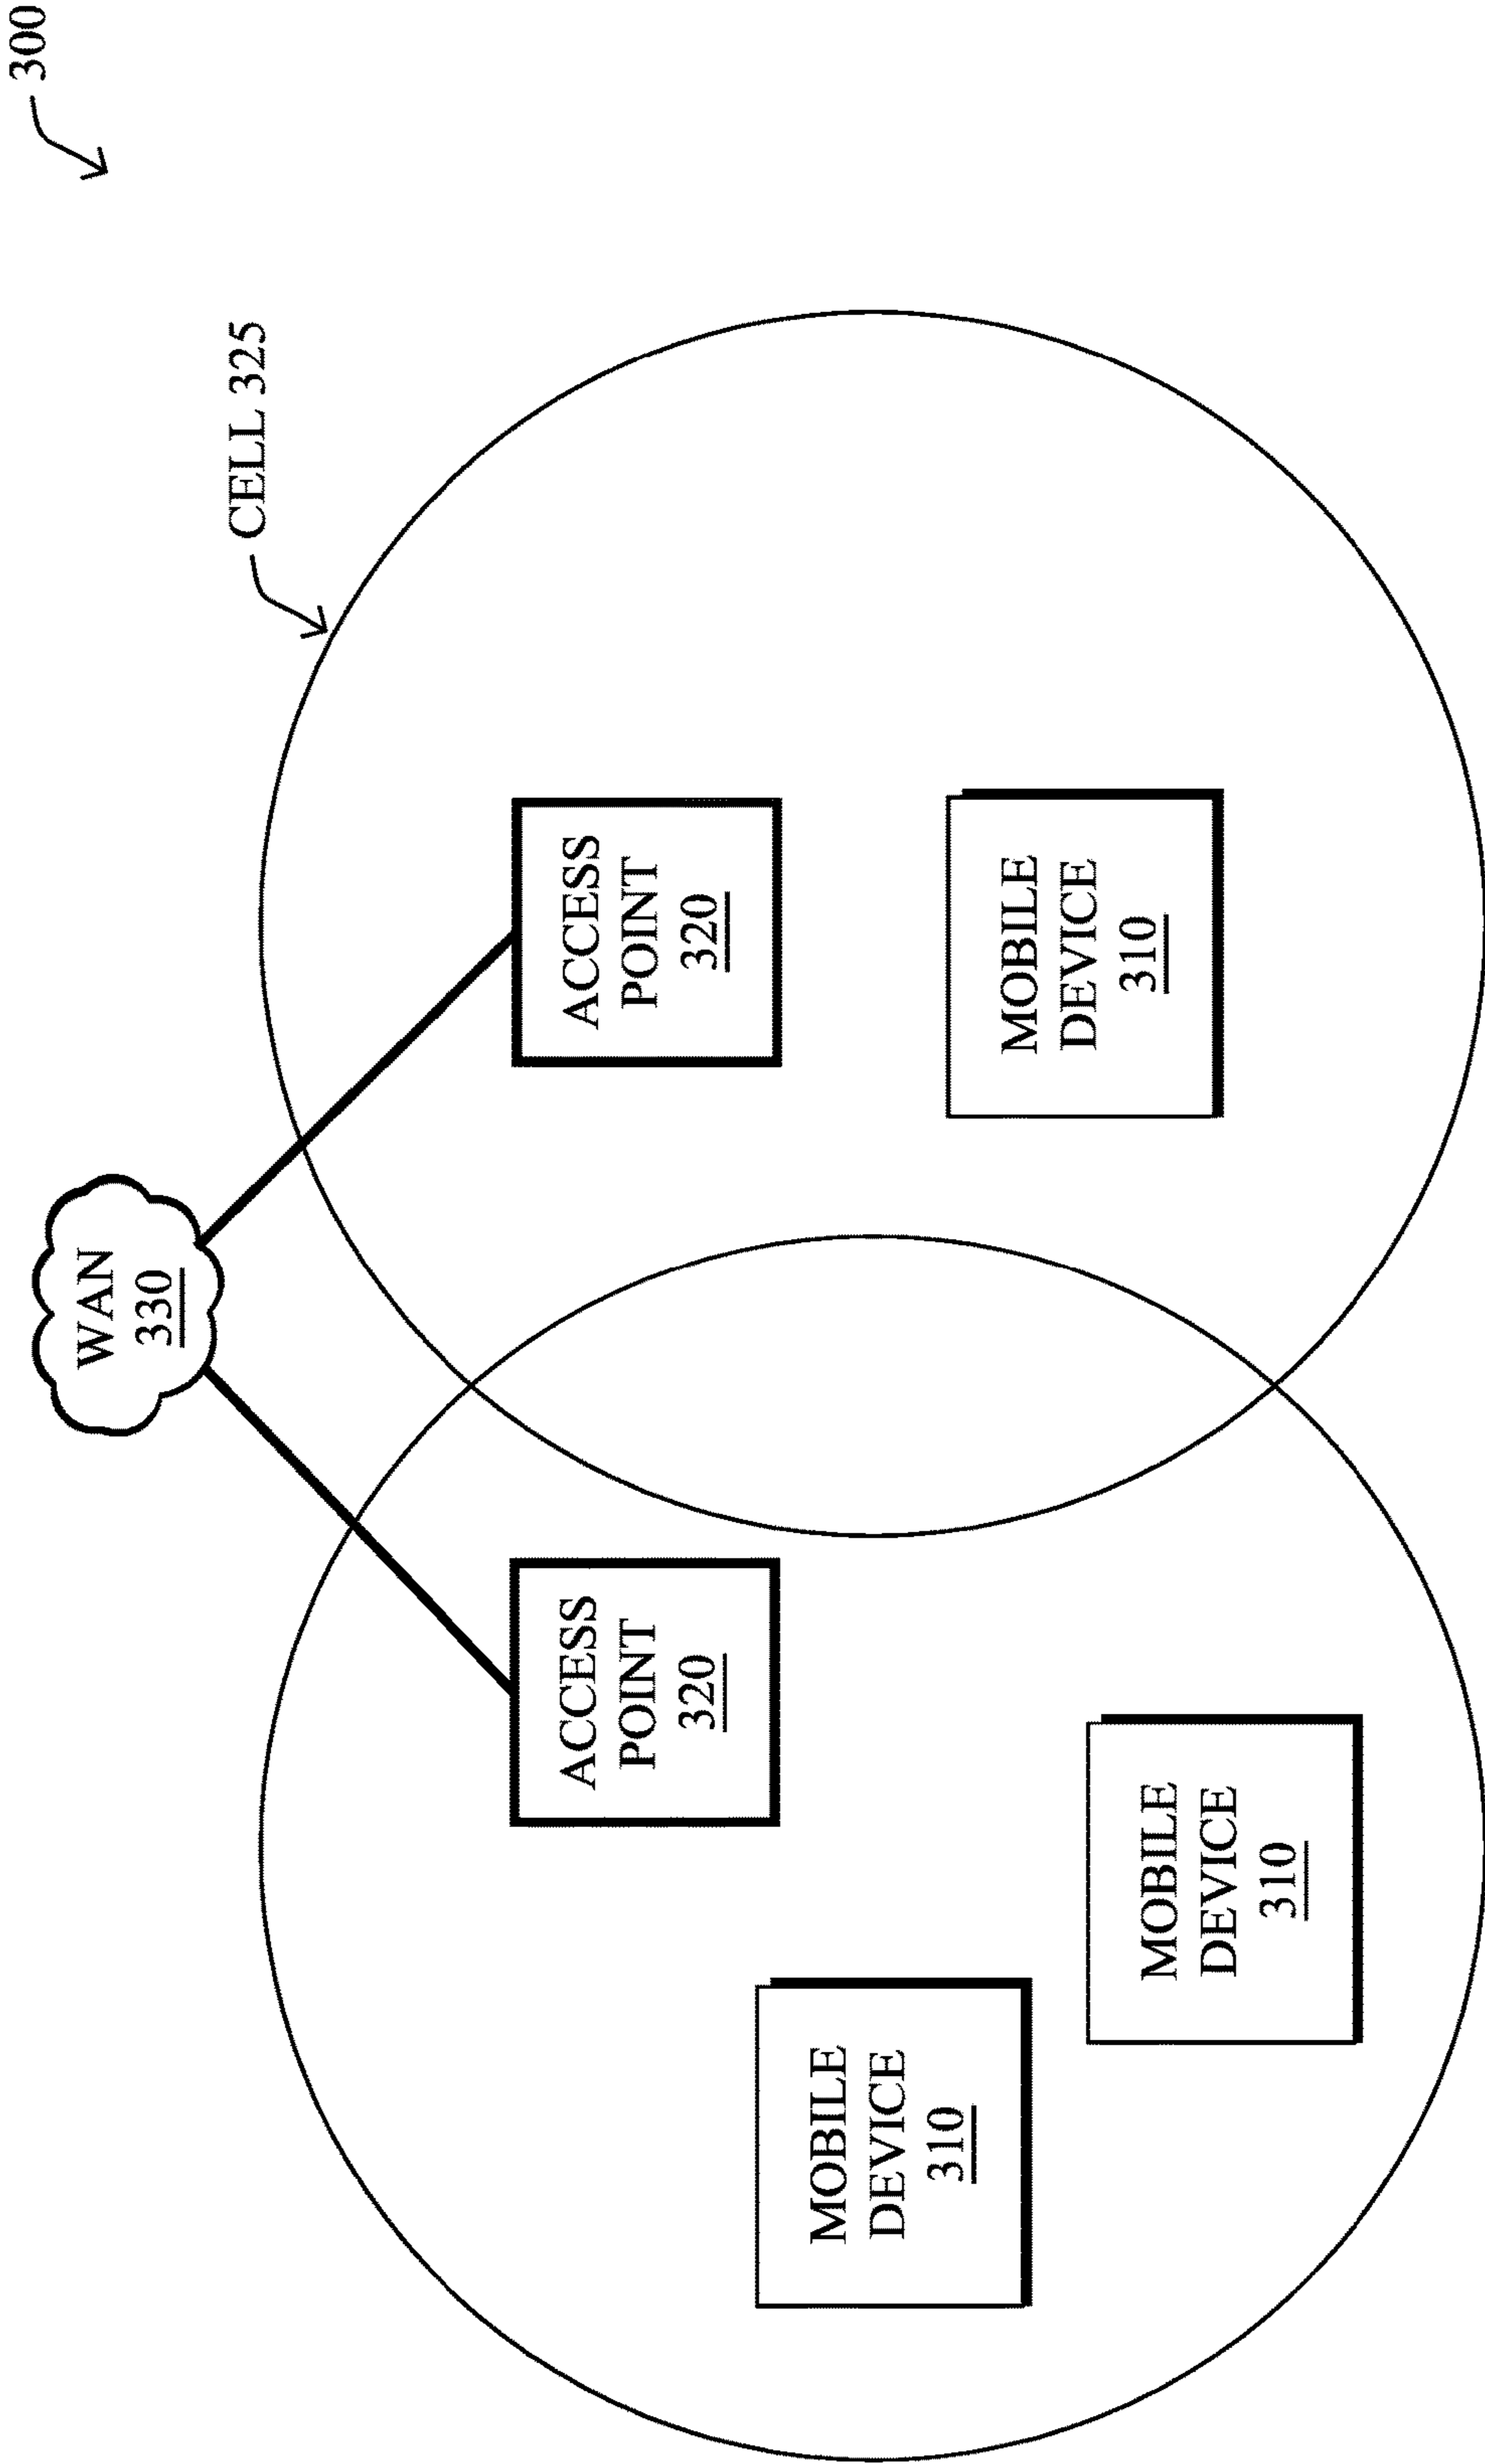 300
WAN
330
CELL 325
ACCESS
POINT
320
ACCESS
POINT
320
MOBILE
DEVICE
310
MOBILE
DEVICE
310
MOBILE
DEVICE
310